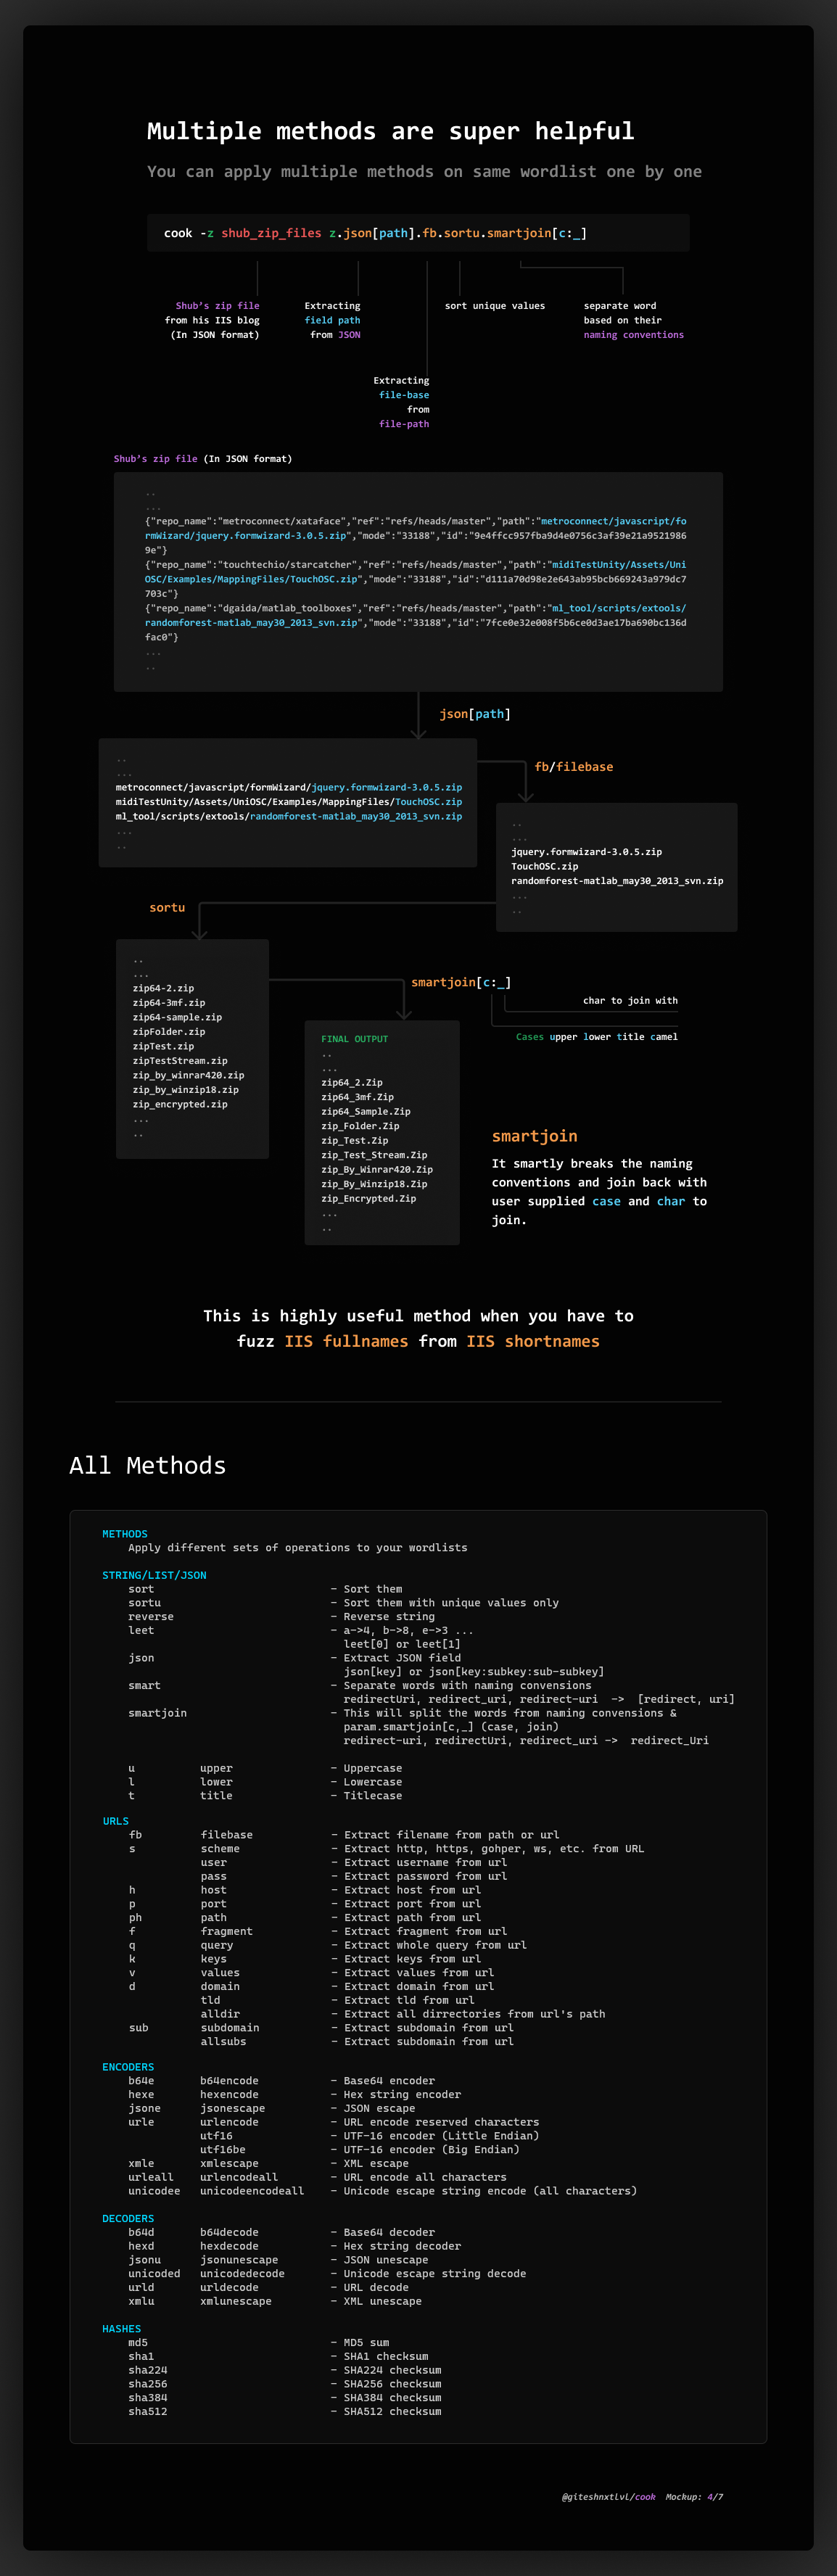 Multiple methods are super helpful
You can apply multiple methods on same wordlist one by one
cook -z shub_zip_files z.json[path].fb.sortu.smartjoin[c:_]
Shub's zip file
from his IIS blog
(In JSON format)
Extracting
field path
from JSON
sort unique values
separate word
based on their
naming conventions
Extracting
file-base
from
file-path
Shub's zip file (In JSON format)
..
...
{"repo_name":"metroconnect/xataface","ref":"refs/heads/master","path":"metroconnect/javascript/fo
rmWizard/jquery.formwizard-3.0.5.zip","mode":"33188","id":"9e4ffcc957fba9d4e0756c3af39e21a9521986
9e"}
{"repo_name":"touchtechio/starcatcher","ref":"refs/heads/master","path":"midiTestUnity/Assets/Uni
OSC/Examples/MappingFiles/TouchOSC.zip","mode":"33188","id":"d111a70d98e2e643ab95bcb669243a979dc7
703c"}
{"repo_name":"dgaida/matlab_toolboxes","ref":"refs/heads/master","path":"ml_tool/scripts/extools/
randomforest-matlab_may30_2013_svn.zip","mode":"33188","id":"7fce0e32e008f5b6ce0d3ae17ba690bc136d
fac0"}
...
..
json[path]
..
...
metroconnect/javascript/formWizard/jquery.formwizard-3.0.5.zip
midiTestUnity/Assets/UniOSC/Examples/MappingFiles/TouchOSC.zip
ml_tool/scripts/extools/randomforest-matlab_may30_2013_svn.zip
...
..
fb/filebase
..
...
jquery.formwizard-3.0.5.zip
TouchOSC.zip
randomforest-matlab_may30_2013_svn.zip
...
..
sortu
..
...
zip64-2.zip
zip64-3mf.zip
zip64-sample.zip
zipFolder.zip
zipTest.zip
zipTestStream.zip
zip_by_winrar420.zip
zip_by_winzip18.zip
zip_encrypted.zip
...
..
smartjoin[c:_]
char to join with
Cases upper lower title camel
FINAL OUTPUT
..
...
zip64_2.Zip
zip64_3mf.Zip
zip64_Sample.Zip
zip_Folder.Zip
zip_Test.Zip
zip_Test_Stream.Zip
zip_By_Winrar420.Zip
zip_By_Winzip18.Zip
zip_Encrypted.Zip
...
..
smartjoin
It smartly breaks the naming
conventions and join back with
user supplied case and char to
join.
This is highly useful method when you have to
fuzz IIS fullnames from IIS shortnames
All Methods
METHODS
Apply different sets of operations to your wordlists
STRING/LIST/JSON
sort - Sort them
sortu - Sort them with unique values only
reverse - Reverse string
leet - a->4, b->8, e->3 ...
leet[0] or leet[1]
json - Extract JSON field
json[key] or json[key:subkey:sub-subkey]
smart - Separate words with naming convensions
redirectUri, redirect_uri, redirect-uri -> [redirect, uri]
smartjoin - This will split the words from naming convensions &
param.smartjoin[c,_] (case, join)
redirect-uri, redirectUri, redirect_uri -> redirect_Uri
u upper - Uppercase
l lower - Lowercase
t title - Titlecase
URLS
fb filebase - Extract filename from path or url
s scheme - Extract http, https, gohper, ws, etc. from URL
user - Extract username from url
pass - Extract password from url
h host - Extract host from url
p port - Extract port from url
ph path - Extract path from url
f fragment - Extract fragment from url
q query - Extract whole query from url
k keys - Extract keys from url
v values - Extract values from url
d domain - Extract domain from url
tld - Extract tld from url
alldir - Extract all dirrectories from url's path
sub subdomain - Extract subdomain from url
allsubs - Extract subdomain from url
ENCODERS
b64e b64encode - Base64 encoder
hexe hexencode - Hex string encoder
jsone jsonescape - JSON escape
urle urlencode - URL encode reserved characters
utf16 - UTF-16 encoder (Little Endian)
utf16be - UTF-16 encoder (Big Endian)
xmle xmlescape - XML escape
urleall urlencodeall - URL encode all characters
unicodee unicodeencodeall - Unicode escape string encode (all characters)
DECODERS
b64d b64decode - Base64 decoder
hexd hexdecode - Hex string decoder
jsonu jsonunescape - JSON unescape
unicoded unicodedecode - Unicode escape string decode
urld urldecode - URL decode
xmlu xmlunescape - XML unescape
HASHES
md5 - MD5 sum
sha1 - SHA1 checksum
sha224 - SHA224 checksum
sha256 - SHA256 checksum
sha384 - SHA384 checksum
sha512 - SHA512 checksum
@giteshnxtlvl/cook Mockup: 4/7